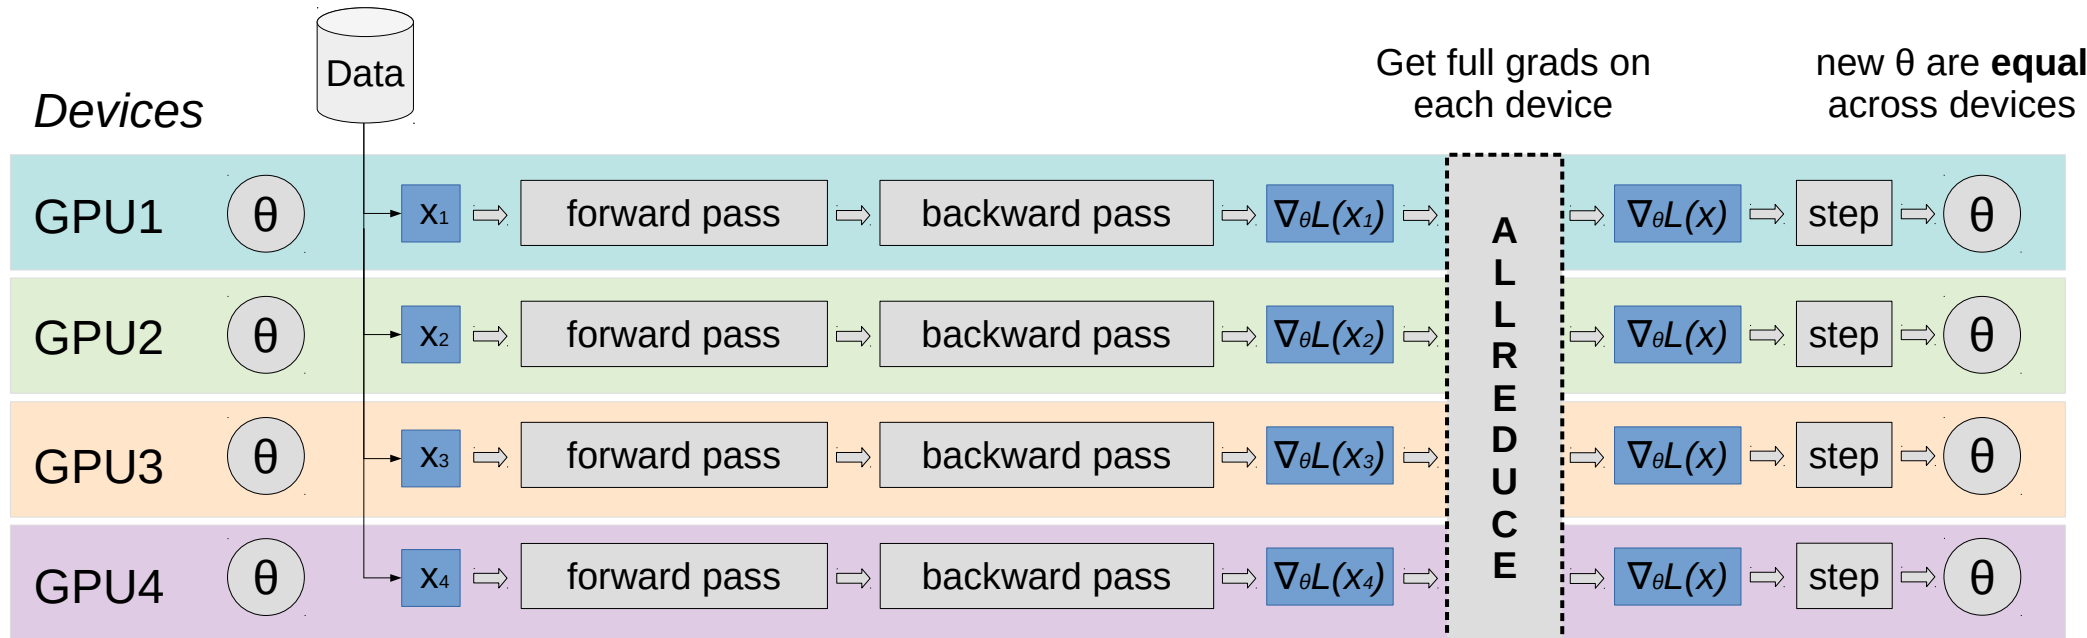 Data
Devices
Get full grads on
each device
new θ are equal
across devices
GPU1 θ x₁ forward pass backward pass ∇θL(x₁) ∇θL(x) step θ
GPU2 θ x₂ forward pass backward pass ∇θL(x₂) ∇θL(x) step θ
GPU3 θ x₃ forward pass backward pass ∇θL(x₃) ∇θL(x) step θ
GPU4 θ x₄ forward pass backward pass ∇θL(x₄) ∇θL(x) step θ
ALLREDUCE